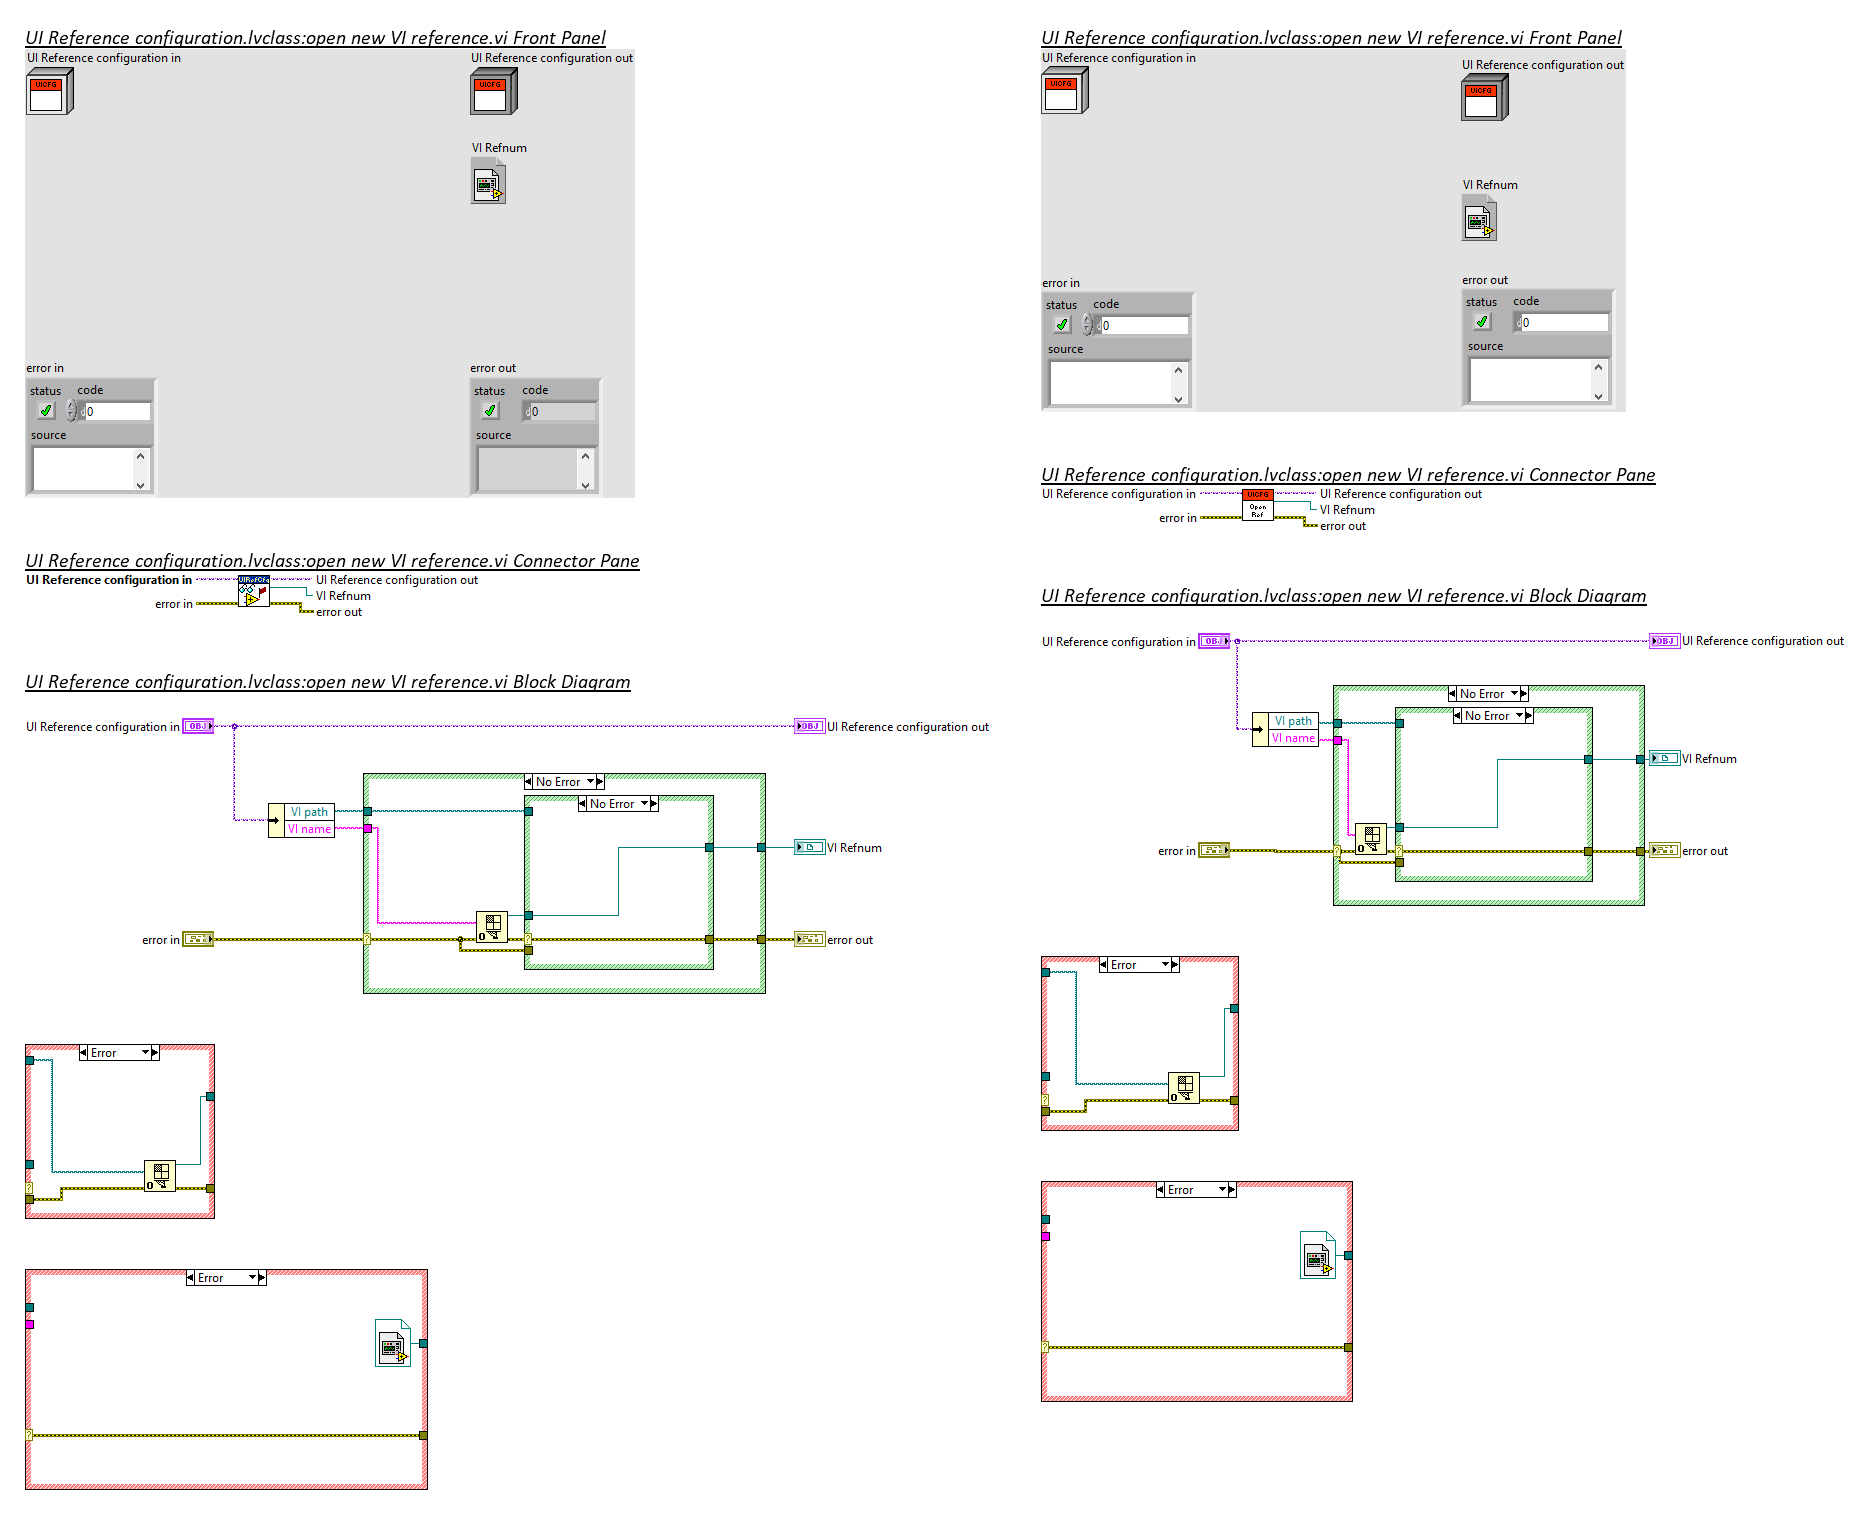 UI Reference configuration.lvclass:open new VI reference.vi Front Panel
UI Reference configuration in
UI Reference configuration out
UICFG
UICFG
VI Refnum
error in
error out
status
code
0
source
status
code
0
source
UI Reference configuration.lvclass:open new VI reference.vi Connector Pane
UI Reference configuration in
UI Reference configuration out
VI Refnum
error in
error out
UIRefCfg
UI Reference configuration.lvclass:open new VI reference.vi Block Diagram
UI Reference configuration in
OBJ
OBJ
UI Reference configuration out
No Error
No Error
VI path
VI name
VI Refnum
error in
error out
?
?
0
Error
?
0
Error
?
UI Reference configuration.lvclass:open new VI reference.vi Front Panel
UI Reference configuration in
UI Reference configuration out
UICFG
UICFG
VI Refnum
error in
error out
status
code
0
source
status
code
0
source
UI Reference configuration.lvclass:open new VI reference.vi Connector Pane
UI Reference configuration in
UICFG
UI Reference configuration out
Open
Ref
VI Refnum
error in
error out
UI Reference configuration.lvclass:open new VI reference.vi Block Diagram
UI Reference configuration in
OBJ
OBJ
UI Reference configuration out
No Error
No Error
VI path
VI name
VI Refnum
error in
error out
?
?
0
Error
?
0
Error
?